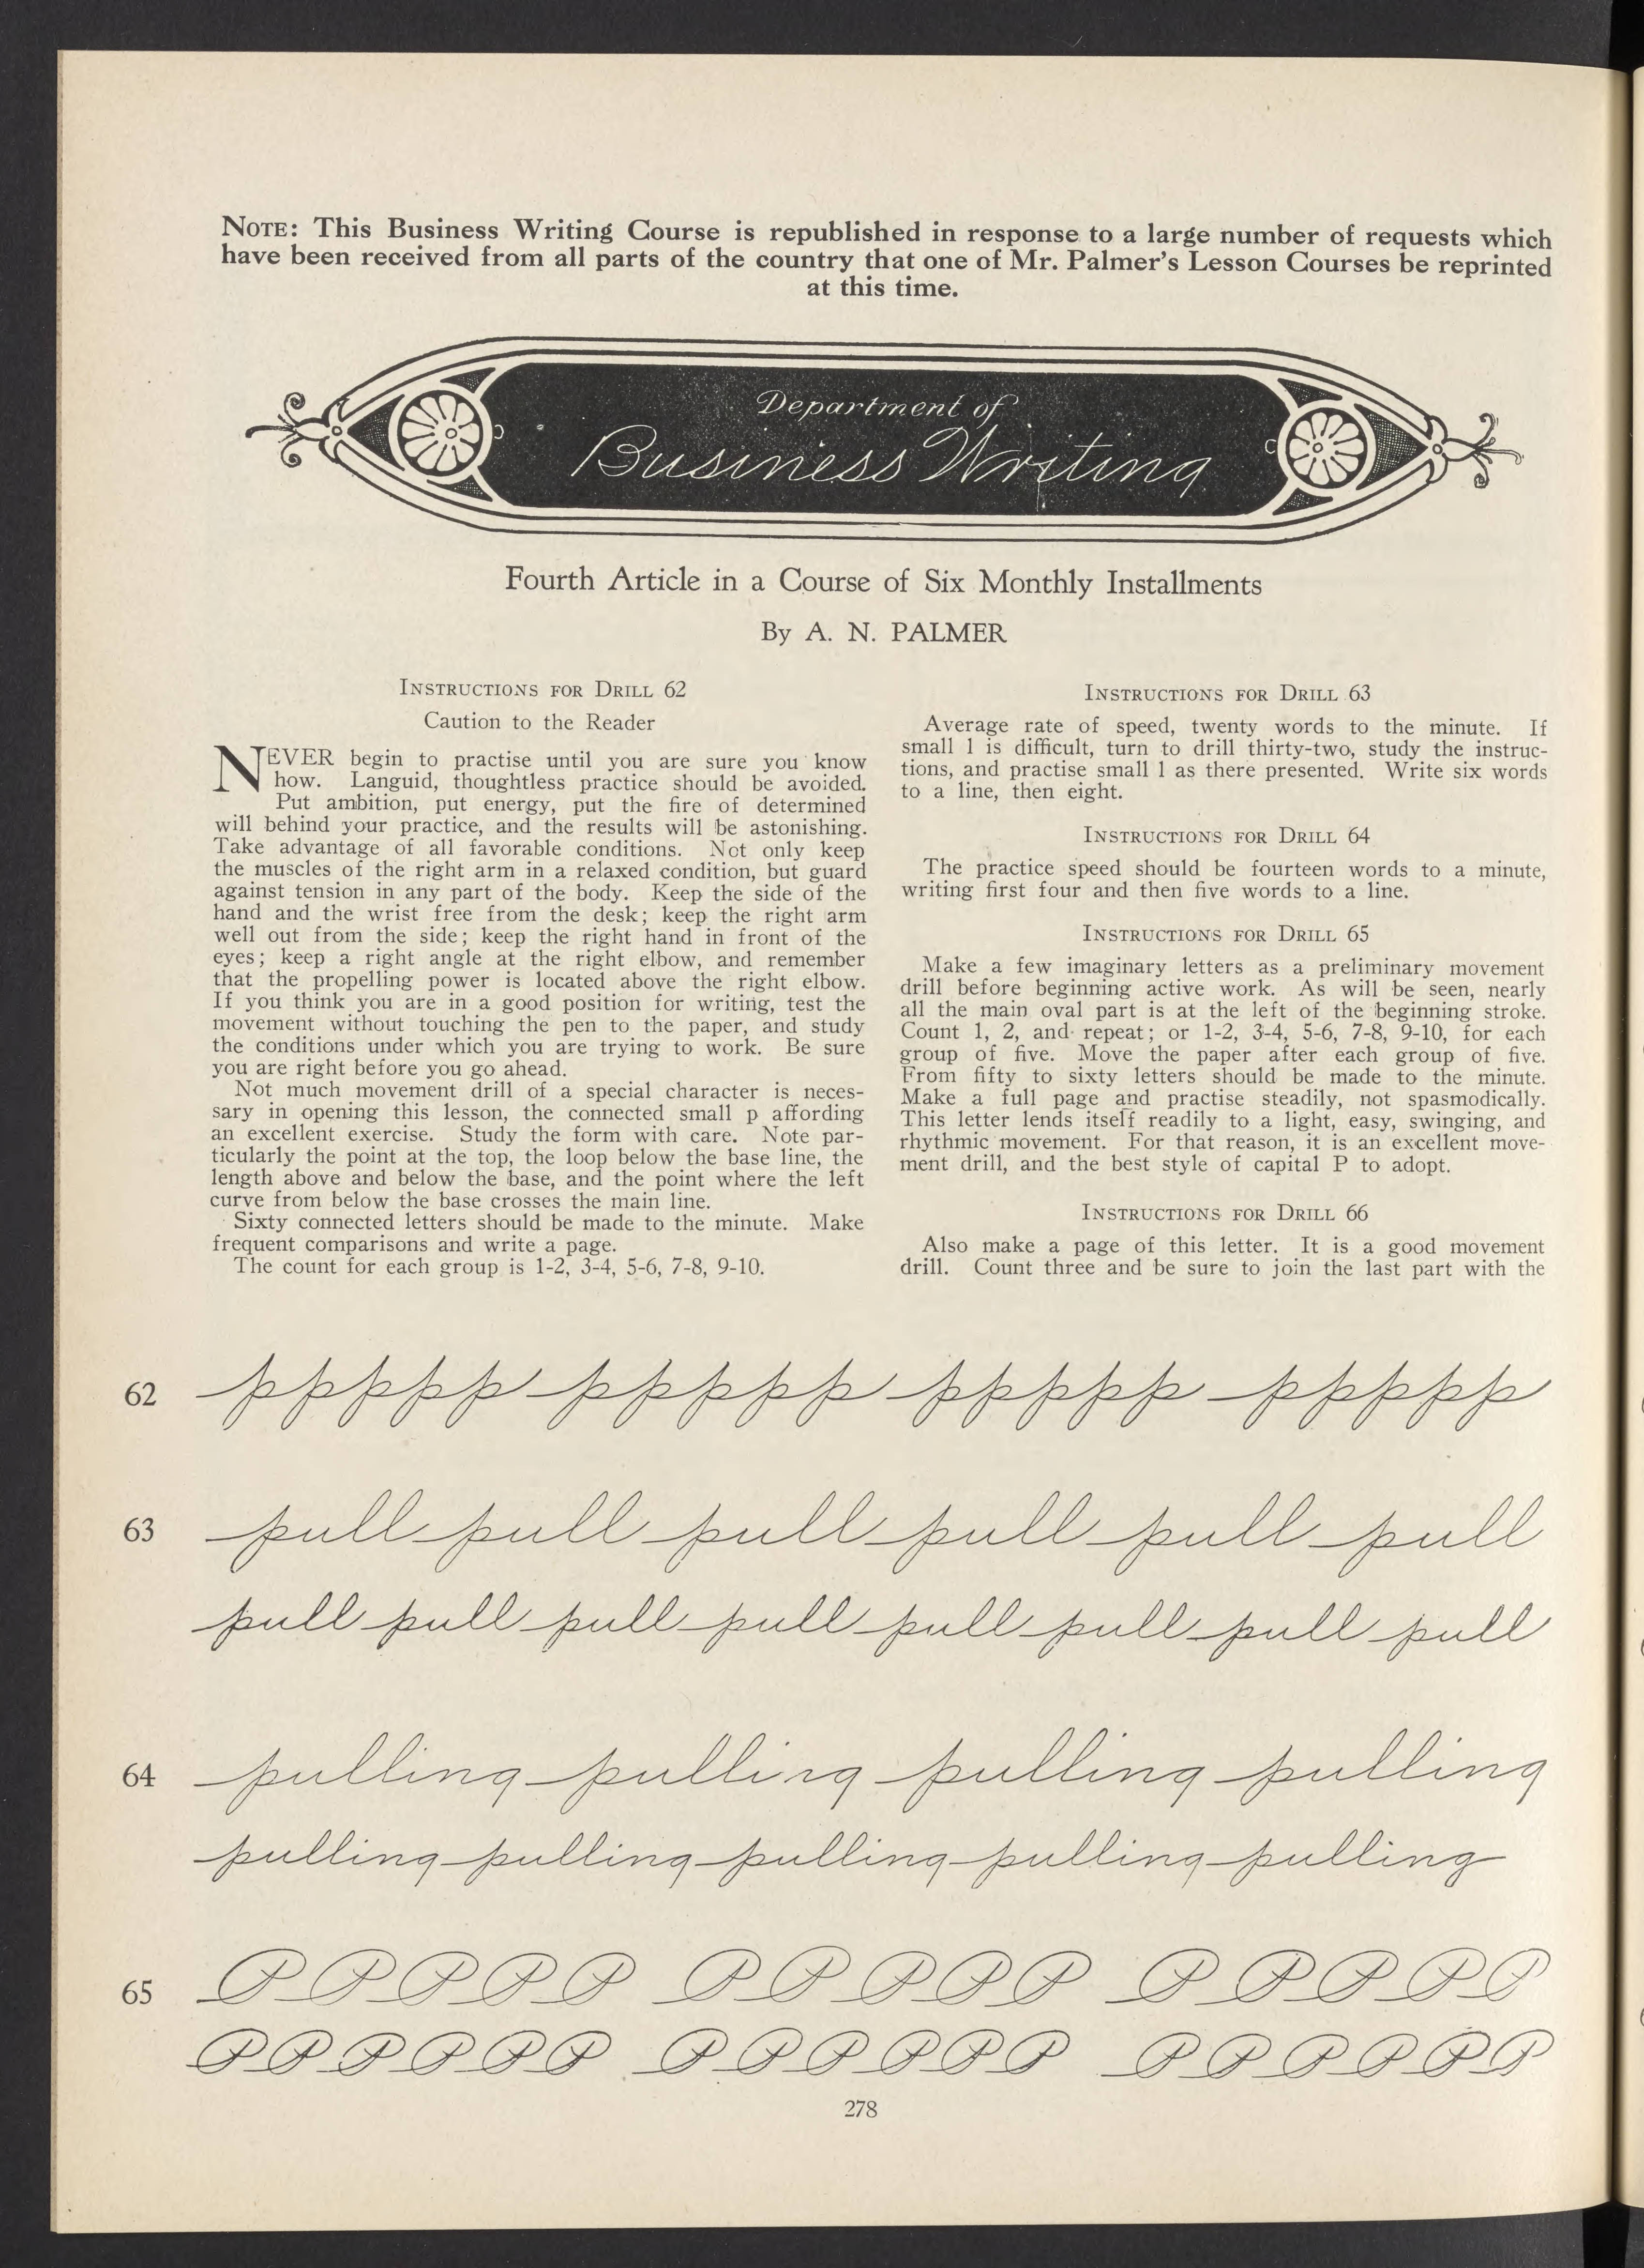 NOTE: This Business Writing Course is republished in response to a large number of requests which
have been received from all parts of the country that one of Mr. Palmer's Lesson Courses be reprinted
at this time.
Department of
Business Writing
Fourth Article in a Course of Six Monthly Installments
By A. N. PALMER
INSTRUCTIONS FOR DRILL 62
Caution to the Reader
NEVER begin to practise until you are sure you know
how. Languid, thoughtless practice should be avoided.
Put ambition, put energy, put the fire of determined
will behind your practice, and the results will be astonishing.
Take advantage of all favorable conditions. Not only keep
the muscles of the right arm in a relaxed condition, but guard
against tension in any part of the body. Keep the side of the
hand and the wrist free from the desk; keep the right arm
well out from the side; keep the right hand in front of the
eyes; keep a right angle at the right elbow, and remember
that the propelling power is located above the right elbow.
If you think you are in a good position for writing, test the
movement without touching the pen to the paper, and study
the conditions under which you are trying to work. Be sure
you are right before you go ahead.
Not much movement drill of a special character is neces-
sary in opening this lesson, the connected small p affording
an excellent exercise. Study the form with care. Note par-
ticularly the point at the top, the loop below the base line, the
length above and below the base, and the point where the left
curve from below the base crosses the main line.
Sixty connected letters should be made to the minute. Make
frequent comparisons and write a page.
The count for each group is 1-2, 3-4, 5-6, 7-8, 9-10.
INSTRUCTIONS FOR DRILL 63
Average rate of speed, twenty words to the minute. If
small l is difficult, turn to drill thirty-two, study the instruc-
tions, and practise small l as there presented. Write six words
to a line, then eight.
INSTRUCTIONS FOR DRILL 64
The practice speed should be fourteen words to a minute,
writing first four and then five words to a line.
INSTRUCTIONS FOR DRILL 65
Make a few imaginary letters as a preliminary movement
drill before beginning active work. As will be seen, nearly
all the main oval part is at the left of the beginning stroke.
Count 1, 2, and repeat; or 1-2, 3-4, 5-6, 7-8, 9-10, for each
group of five. Move the paper after each group of five.
From fifty to sixty letters should be made to the minute.
Make a full page and practise steadily, not spasmodically.
This letter lends itself readily to a light, easy, swinging, and
rhythmic movement. For that reason, it is an excellent move-
ment drill, and the best style of capital P to adopt.
INSTRUCTIONS FOR DRILL 66
Also make a page of this letter. It is a good movement
drill. Count three and be sure to join the last part with the
62 ppppp ppppp ppppp ppppp
63 pull pull pull pull pull pull
pull pull pull pull pull pull pull pull
64 pulling pulling pulling pulling
pulling pulling pulling pulling pulling
65 PPPPP PPPPP PPPPP
PPPPPP PPPPPP PPPPPP
278